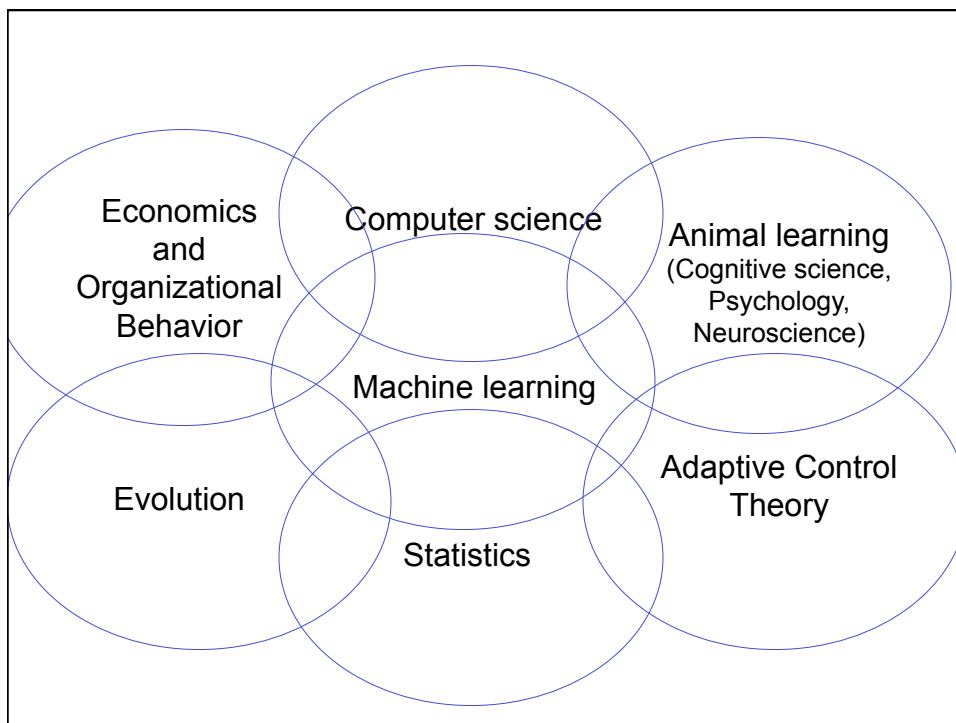 Economics
and
Organizational
Behavior
Computer science
Animal learning
(Cognitive science,
Psychology,
Neuroscience)
Machine learning
Evolution
Adaptive Control
Theory
Statistics